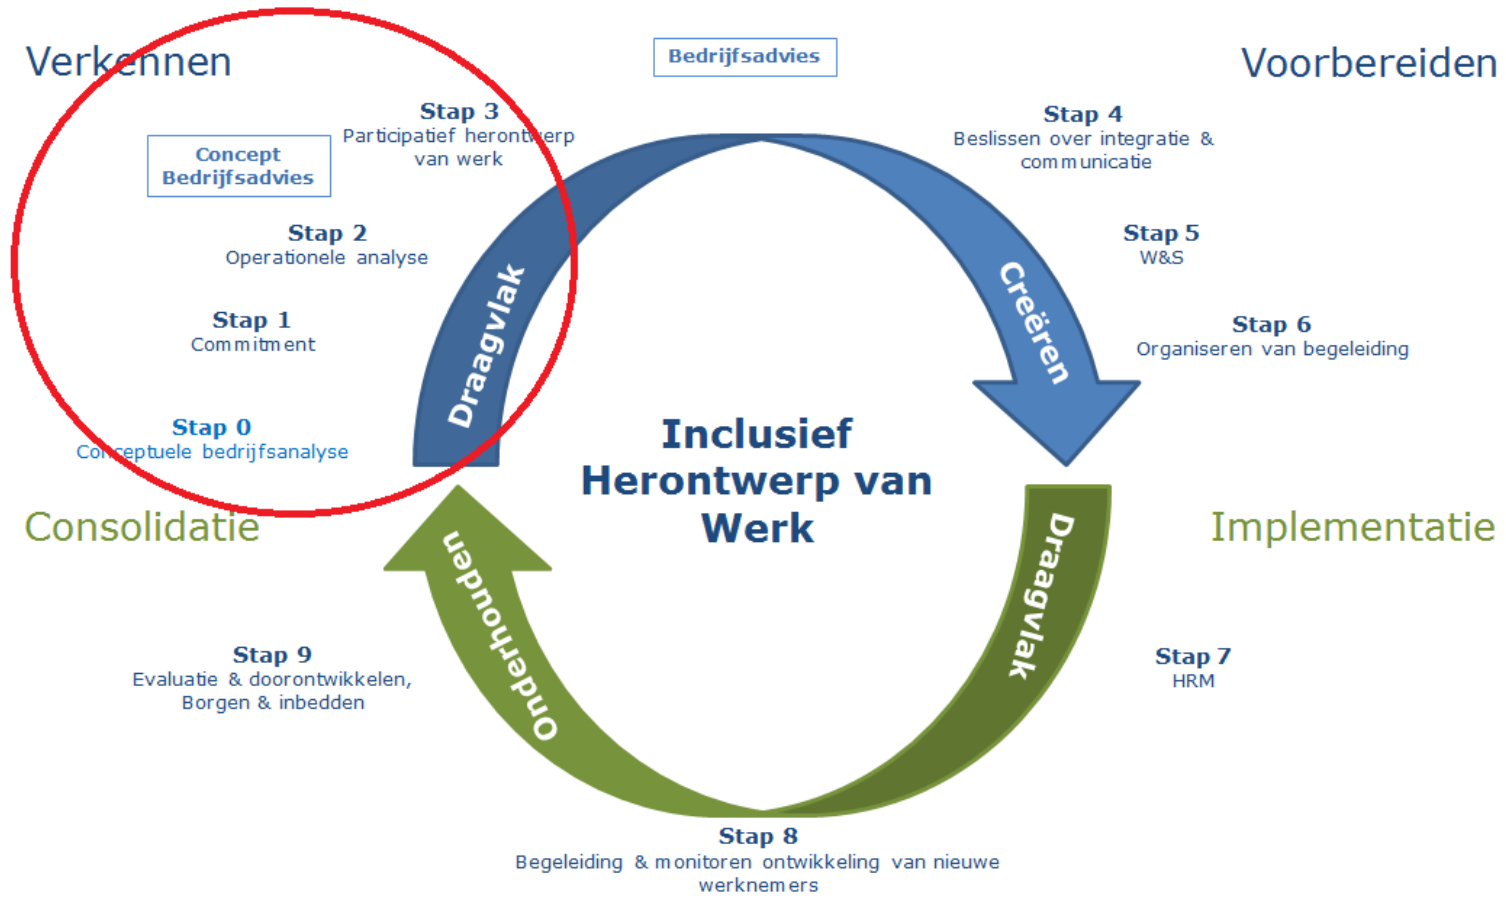 Verkennen
Bedrijfsadvies
Voorbereiden
Stap 3
Participatief herontwerp
van werk
Concept
Bedrijfsadvies
Stap 2
Operationele analyse
Stap 1
Commitment
Stap 0
Conceptuele bedrijfsanalyse
Draagvlak
Creëren
Stap 4
Beslissen over integratie &
communicatie
Stap 5
W&S
Stap 6
Organiseren van begeleiding
Inclusief
Herontwerp van
Werk
Consolidatie
Implementatie
Onderhouden
Draagvlak
Stap 9
Evaluatie & doorontwikkelen,
Borgen & inbedden
Stap 7
HRM
Stap 8
Begeleiding & monitoren ontwikkeling van nieuwe
werknemers